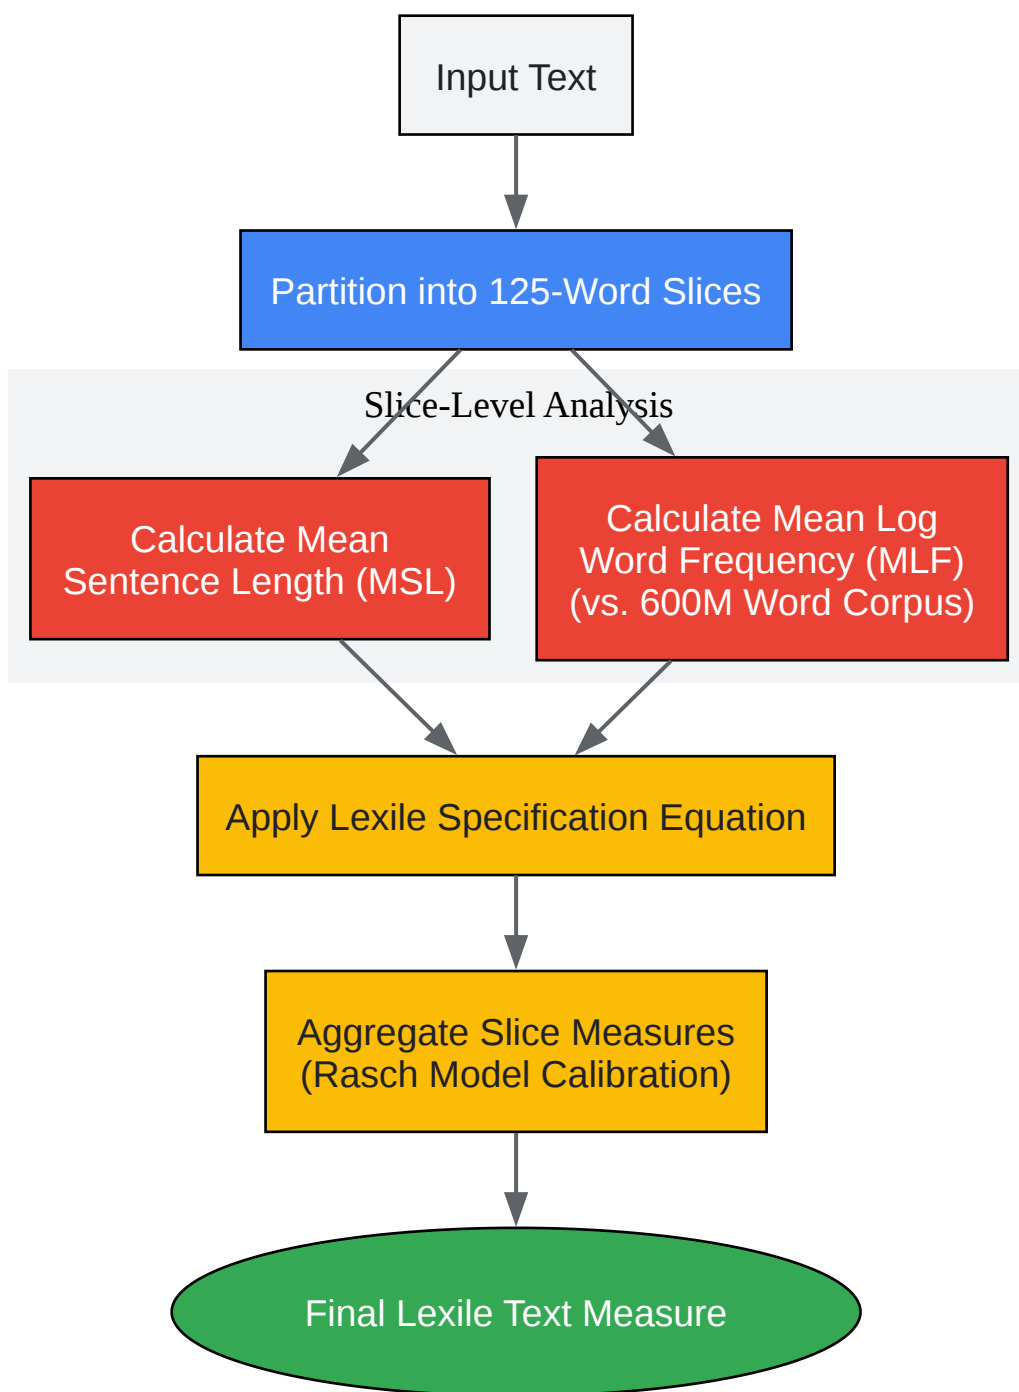 Input Text
Partition into 125-Word Slices
Slice-Level Analysis
Calculate Mean
Sentence Length (MSL)
Calculate Mean Log
Word Frequency (MLF)
(vs. 600M Word Corpus)
Apply Lexile Specification Equation
Aggregate Slice Measures
(Rasch Model Calibration)
Final Lexile Text Measure